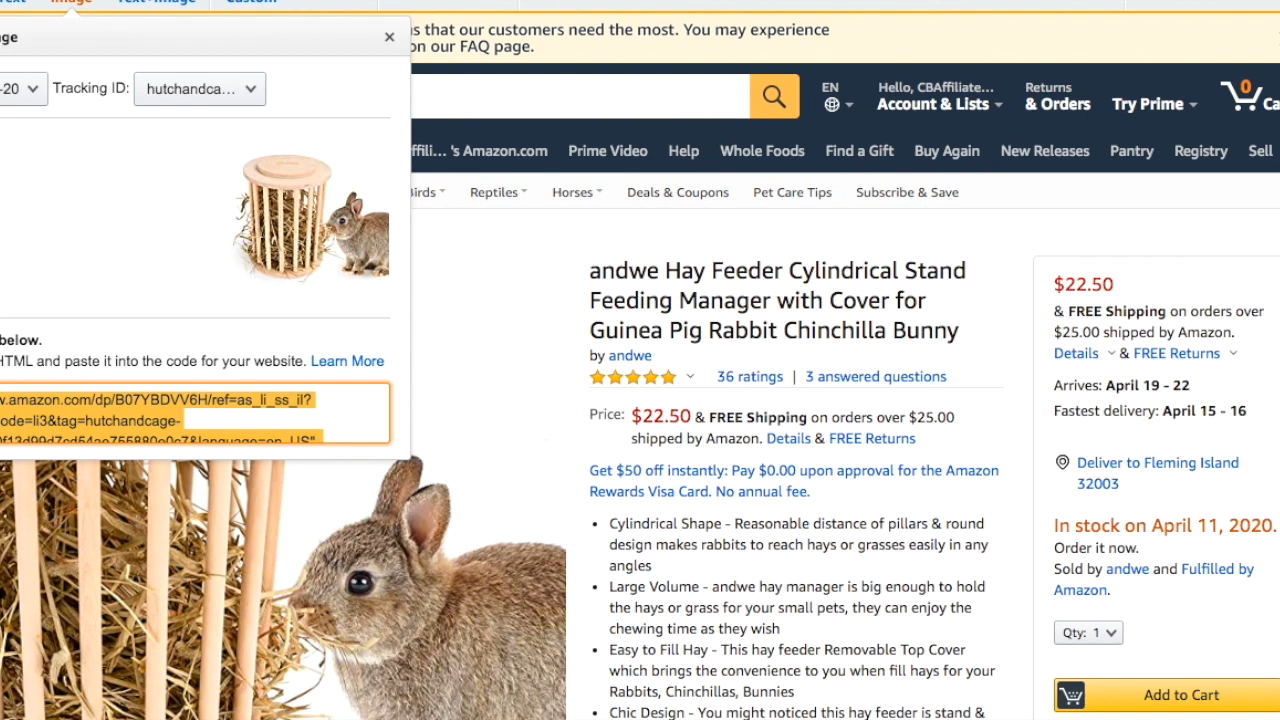 Text Image Text+Image Custom
ge
s that our customers need the most. You may experience
on our FAQ page.
-20 Tracking ID: hutchandca...
EN
Hello, CBAffiliate...
Account & Lists
Returns
& Orders
Try Prime
0
Ca
ffili... 's Amazon.com Prime Video Help Whole Foods Find a Gift Buy Again New Releases Pantry Registry Sell
Birds Reptiles Horses Deals & Coupons Pet Care Tips Subscribe & Save
below.
HTML and paste it into the code for your website. Learn More
w.amazon.com/dp/B07YBDVV6H/ref=as_li_ss_il?
ode=li3&tag=hutchandcage-
andwe Hay Feeder Cylindrical Stand
Feeding Manager with Cover for
Guinea Pig Rabbit Chinchilla Bunny
by andwe
36 ratings | 3 answered questions
Price: $22.50 & FREE Shipping on orders over $25.00
shipped by Amazon. Details & FREE Returns
Get $50 off instantly: Pay $0.00 upon approval for the Amazon
Rewards Visa Card. No annual fee.
• Cylindrical Shape - Reasonable distance of pillars & round
design makes rabbits to reach hays or grasses easily in any
angles
• Large Volume - andwe hay manager is big enough to hold
the hays or grass for your small pets, they can enjoy the
chewing time as they wish
• Easy to Fill Hay - This hay feeder Removable Top Cover
which brings the convenience to you when fill hays for your
Rabbits, Chinchillas, Bunnies
• Chic Design - You might noticed this hay feeder is stand &
$22.50
& FREE Shipping on orders over
$25.00 shipped by Amazon.
Details & FREE Returns
Arrives: April 19 - 22
Fastest delivery: April 15 - 16
Deliver to Fleming Island
32003
In stock on April 11, 2020.
Order it now.
Sold by andwe and Fulfilled by
Amazon.
Qty: 1
Add to Cart